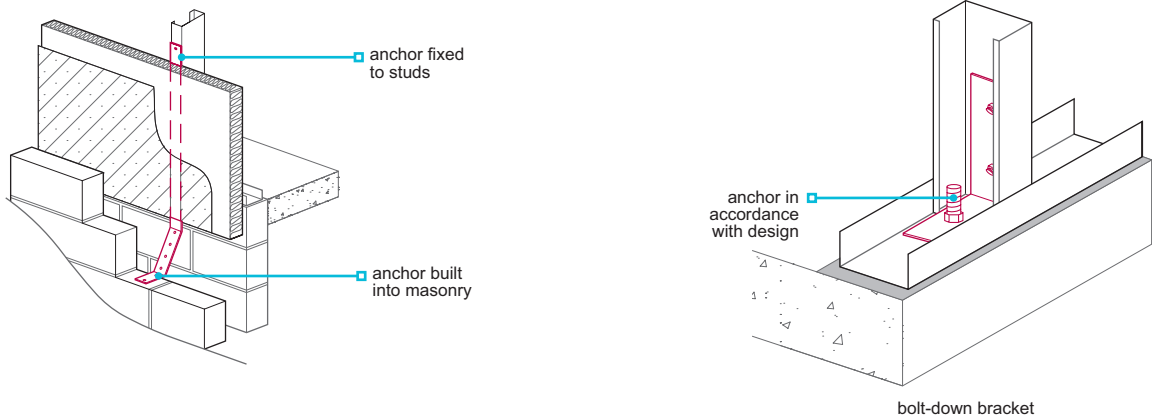 anchor fixed
to studs
anchor built
into masonry
anchor in
accordance
with design
bolt-down bracket